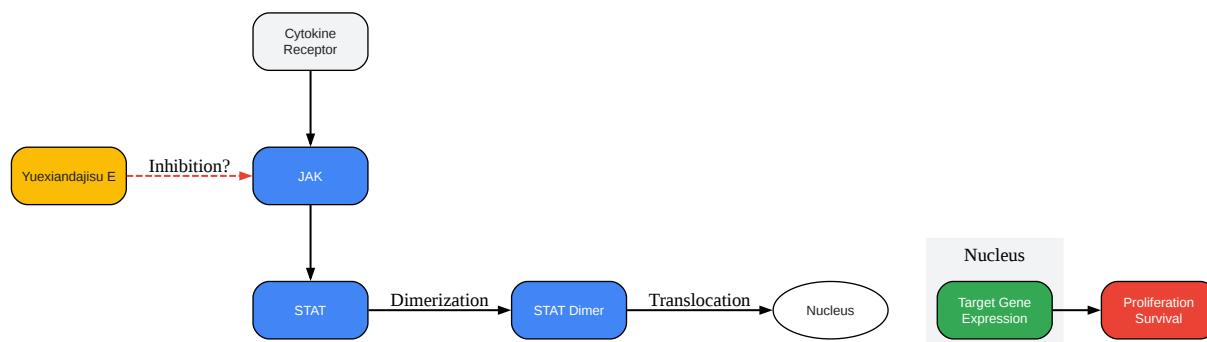 Cytokine
Receptor
Yuexiandajisu E
Inhibition?
JAK
STAT
Dimerization
STAT Dimer
Translocation
Nucleus
Nucleus
Target Gene
Expression
Proliferation
Survival